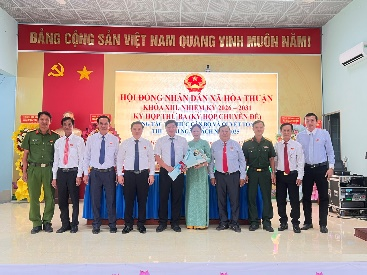 ĐẢNG CỘNG SẢN VIỆT NAM QUANG VINH MUÔN NĂM
HỘI ĐỒNG NHÂN DÂN XÃ HÒA THUẬN
KHÓA XIII, NHIỆM KỲ 2026 - 2031
KỲ HỌP THỨ BA (KỲ HỌP CHUYÊN ĐỀ)